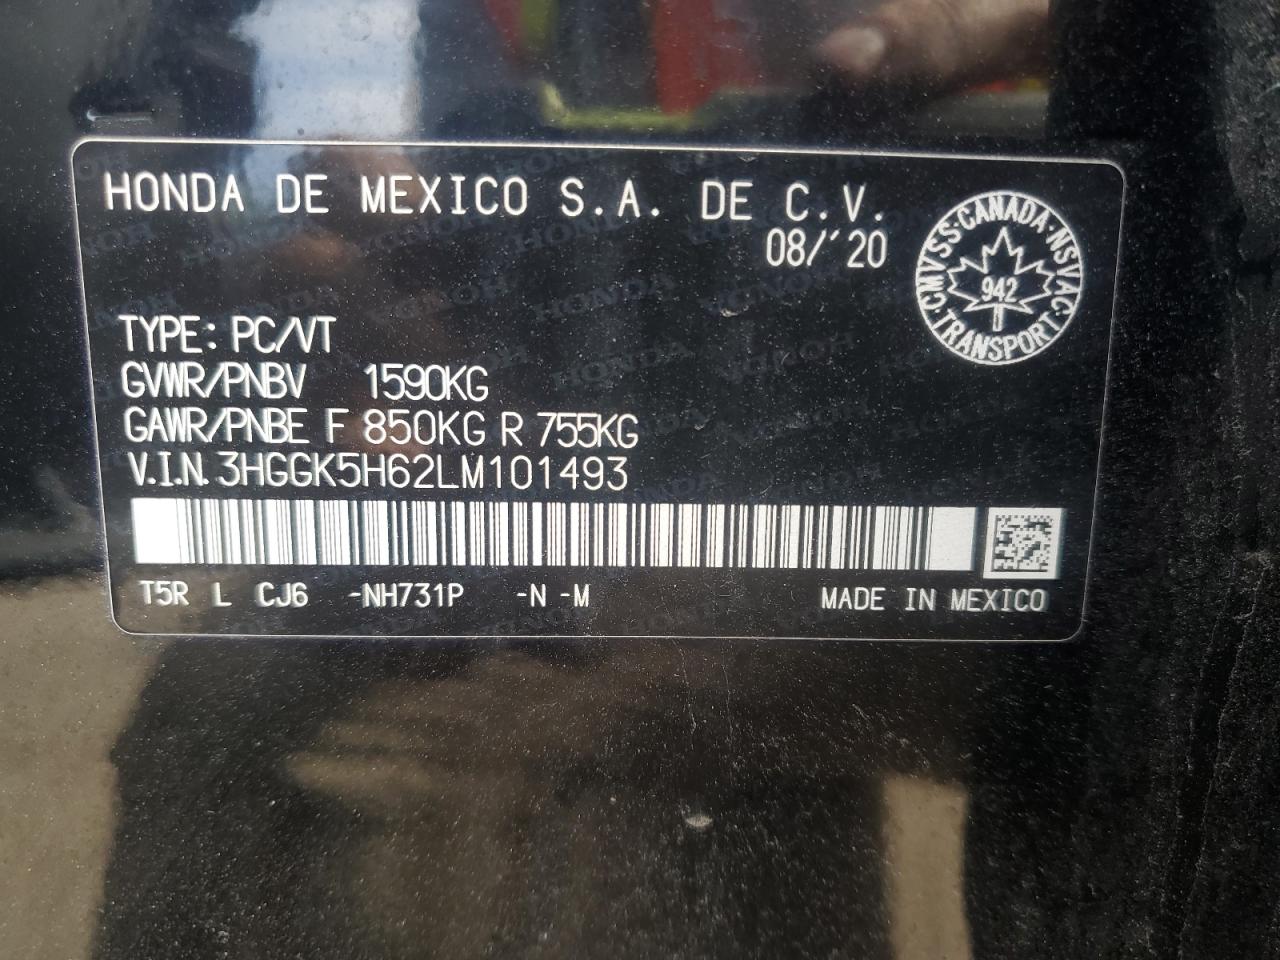 HONDA DE MEXICO S.A. DE C.V.
08/'20
CMVSS·CANADA·NSVAC·TRANSPORT·
942
TYPE: PC/VT
GVWR/PNBV 1590KG
GAWR/PNBE F 850KG R 755KG
V.I.N. 3HGGK5H62LM101493
T5R L CJ6 -NH731P -N -M MADE IN MEXICO